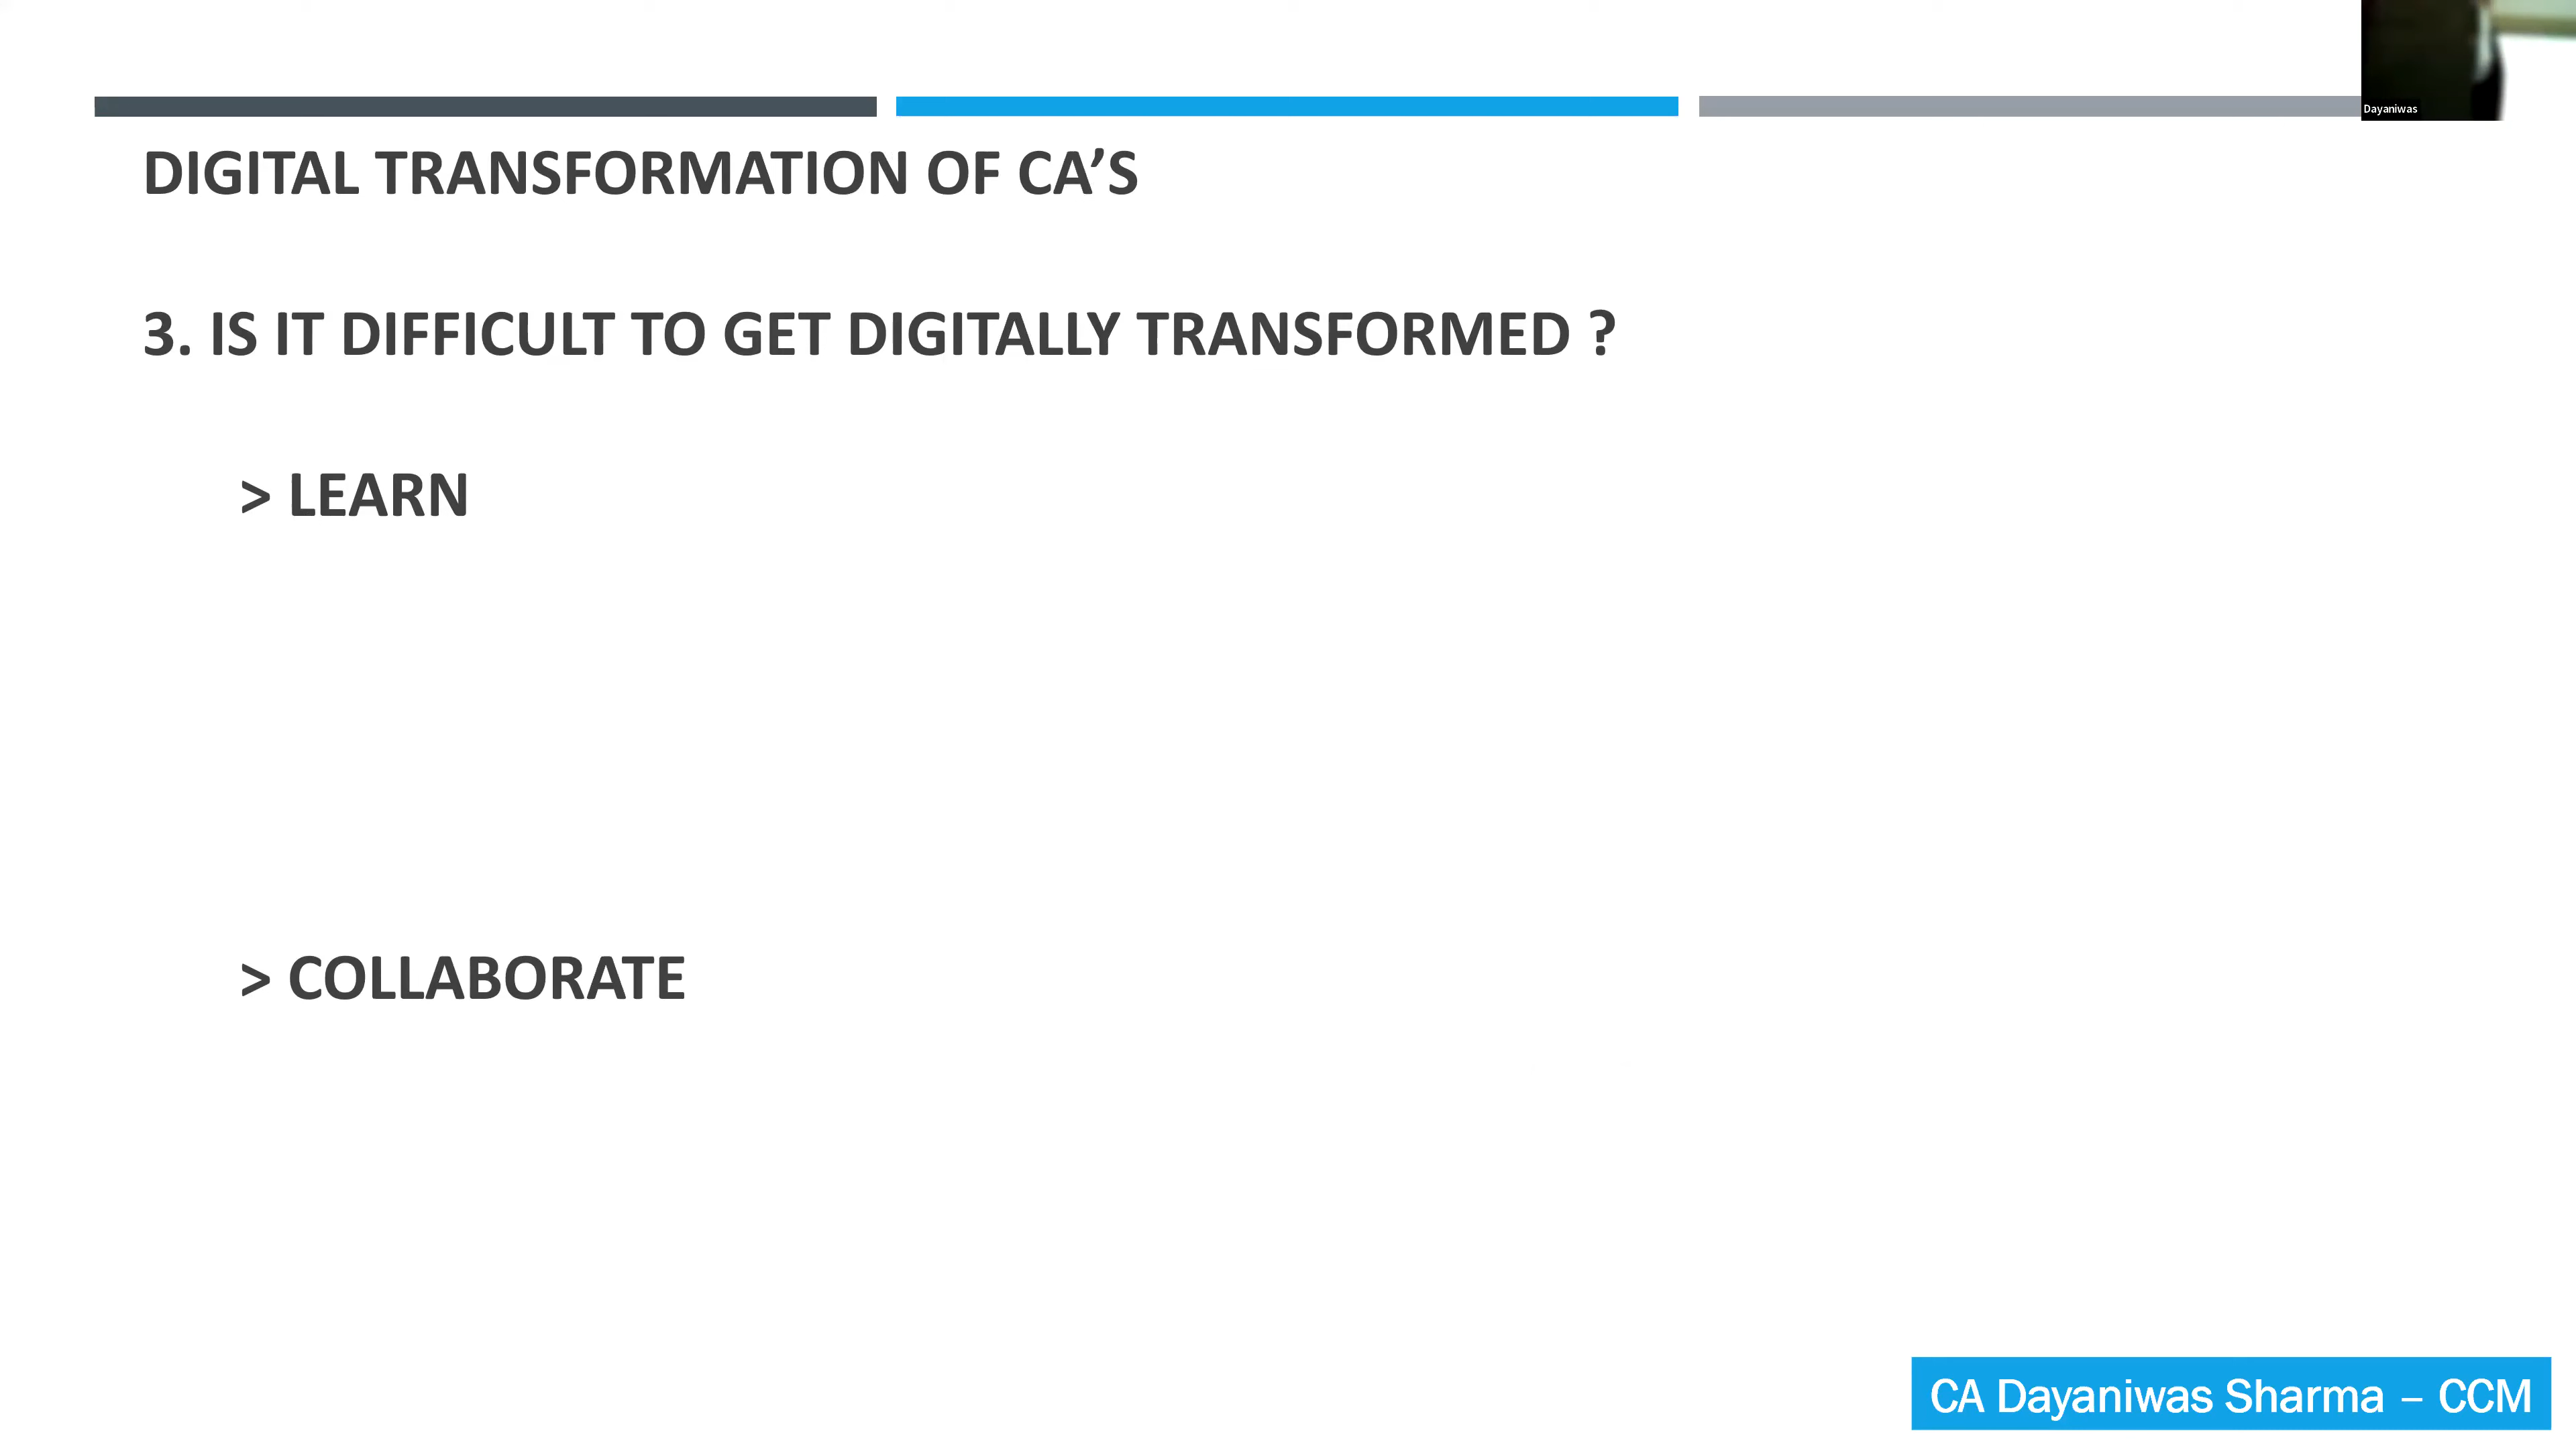 Dayaniwas
DIGITAL TRANSFORMATION OF CA’S
3. IS IT DIFFICULT TO GET DIGITALLY TRANSFORMED ?
> LEARN
> COLLABORATE
CA Dayaniwas Sharma – CCM